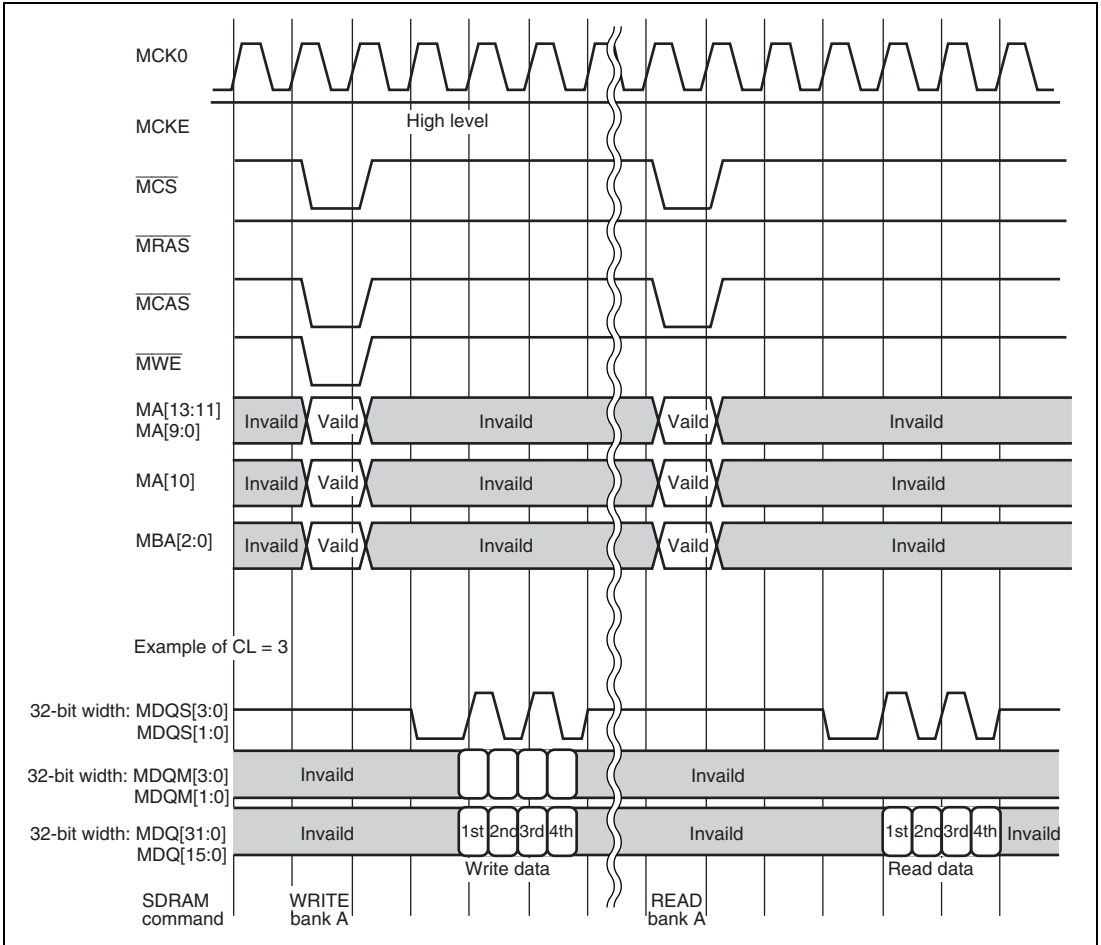 MCK0
High level
MCKE
MCS
MRAS
MCAS
MWE
MA[13:11]
MA[9:0]
Invaild Vaild Invaild Vaild Invaild
MA[10]
Invaild Vaild Invaild Vaild Invaild
MBA[2:0]
Invaild Vaild Invaild Vaild Invaild
Example of CL = 3
32-bit width: MDQS[3:0]
MDQS[1:0]
32-bit width: MDQM[3:0]
MDQM[1:0]
Invaild Invaild
32-bit width: MDQ[31:0]
MDQ[15:0]
Invaild 1st 2nd 3rd 4th Invaild 1st 2nd 3rd 4th Invaild
Write data Read data
SDRAM
command
WRITE
bank A
READ
bank A